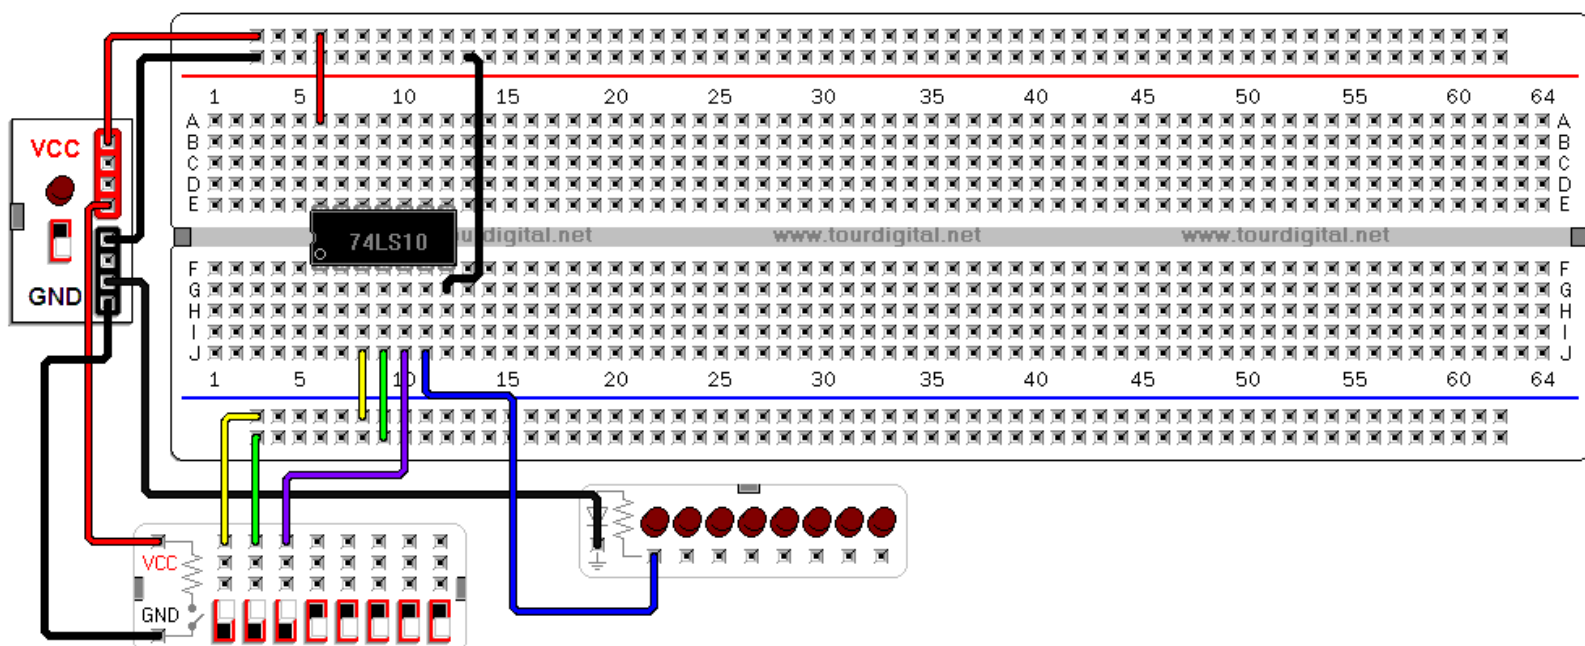 1 5 10 15 20 25 30 35 40 45 50 55 60 64
A A
B B
VCC
C C
D D
E E
74LS10 urdigital.net www.tourdigital.net www.tourdigital.net
F F
GND G G
H H
I I
J J
1 5 10 15 20 25 30 35 40 45 50 55 60 64
VCC
GND